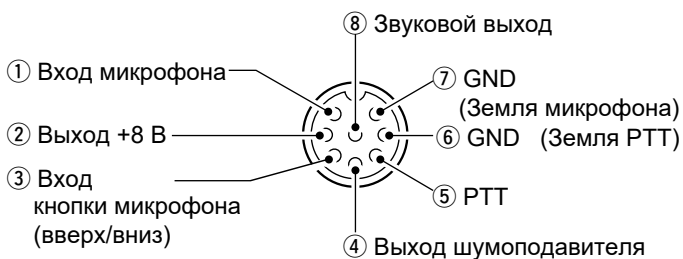 ⑧ Звуковой выход
① Вход микрофона
⑦ GND
(Земля микрофона)
② Выход +8 В
⑥ GND (Земля PTT)
③ Вход
кнопки микрофона
(вверх/вниз)
⑤ PTT
④ Выход шумоподавителя